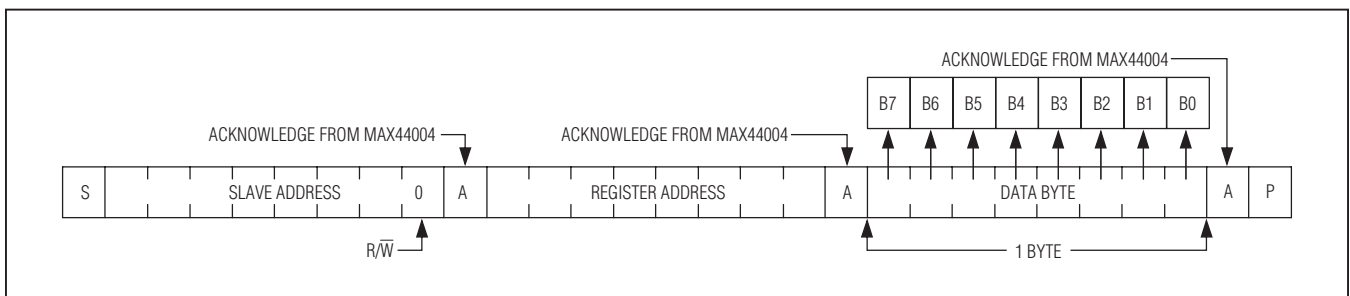 ACKNOWLEDGE FROM MAX44004
B7 B6 B5 B4 B3 B2 B1 B0
ACKNOWLEDGE FROM MAX44004 ACKNOWLEDGE FROM MAX44004
S SLAVE ADDRESS 0 A REGISTER ADDRESS A DATA BYTE A P
R/W̅ 1 BYTE